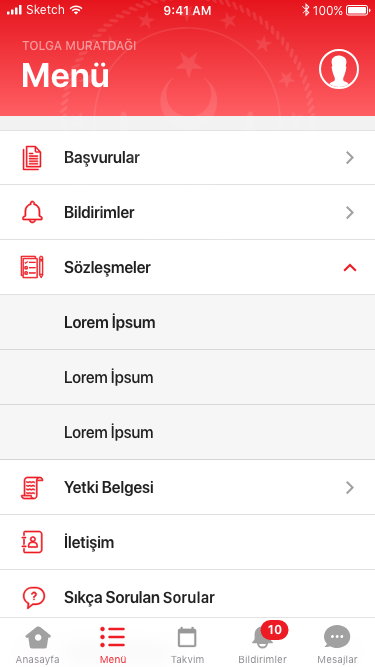 Sketch 9:41 AM 100%
TOLGA MURATDAĞI
Menü
Başvurular
Bildirimler
Sözleşmeler
Lorem İpsum
Lorem İpsum
Lorem İpsum
Yetki Belgesi
İletişim
Sıkça Sorulan Sorular
10
Anasayfa Menü Takvim Bildirimler Mesajlar